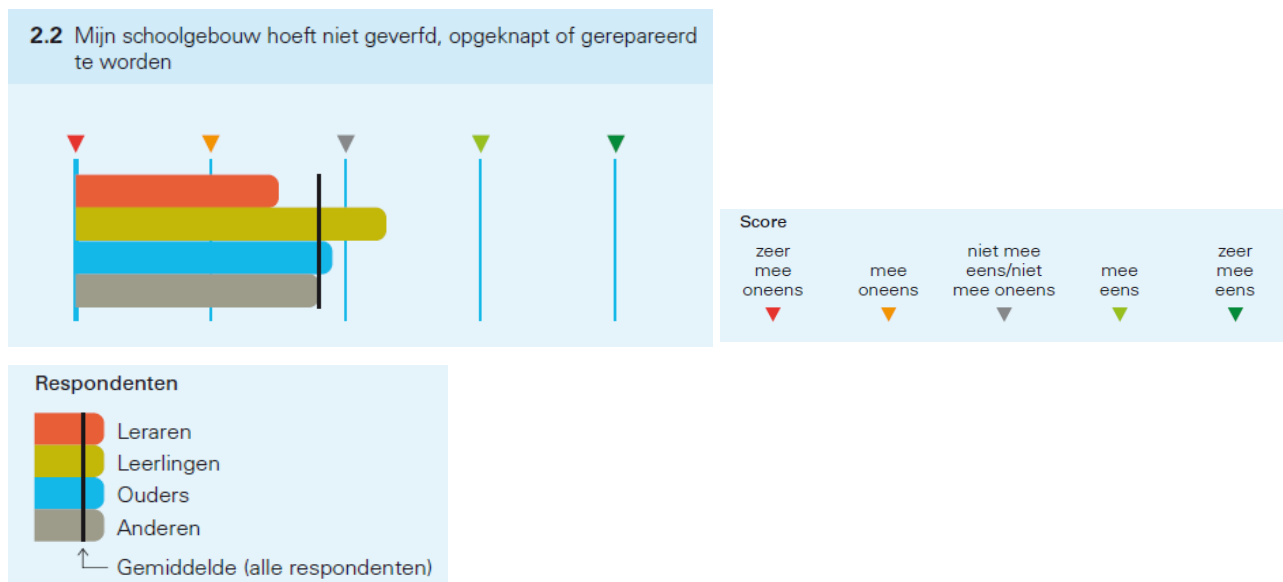 2.2 Mijn schoolgebouw hoeft niet geverfd, opgeknapt of gerepareerd
te worden
Score
zeer
mee
oneens
mee
oneens
niet mee
eens/niet
mee oneens
mee
eens
zeer
mee
eens
Respondenten
Leraren
Leerlingen
Ouders
Anderen
Gemiddelde (alle respondenten)